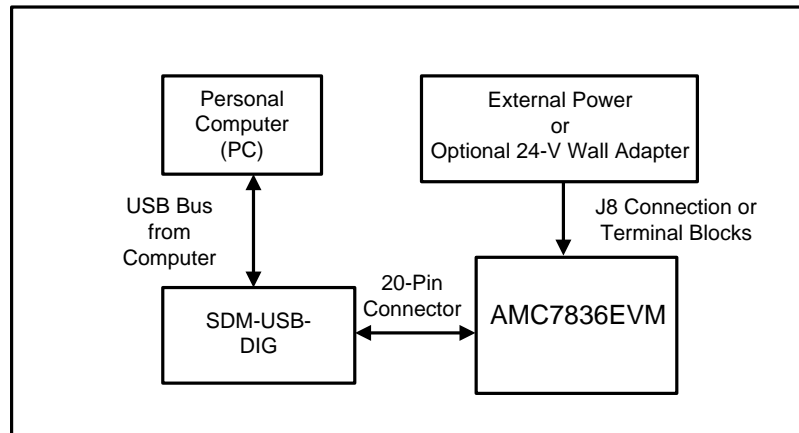 Personal
Computer
(PC)
External Power
or
Optional 24-V Wall Adapter
USB Bus
from
Computer
J8 Connection or
Terminal Blocks
20-Pin
Connector
SDM-USB-
DIG
AMC7836EVM